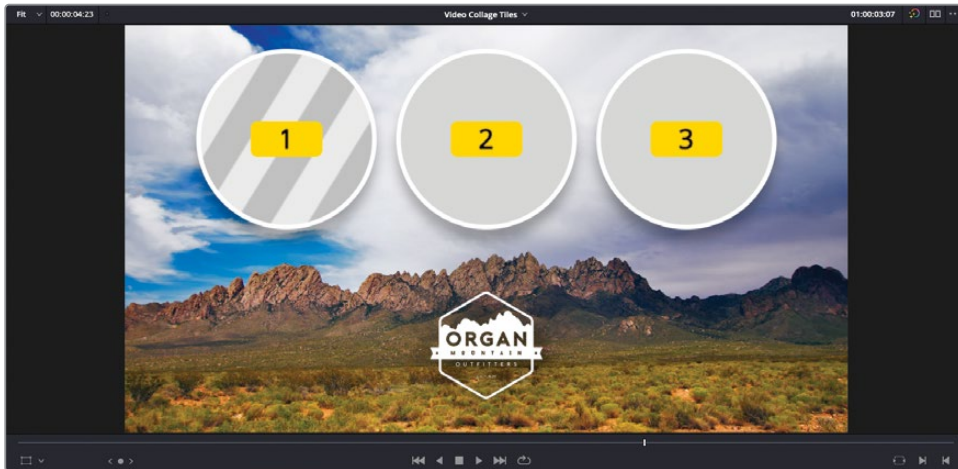 Fit 00:00:04:23 Video Collage Tiles 01:00:03:07
1 2 3
ORGAN
MOUNTAIN
OUTFITTERS